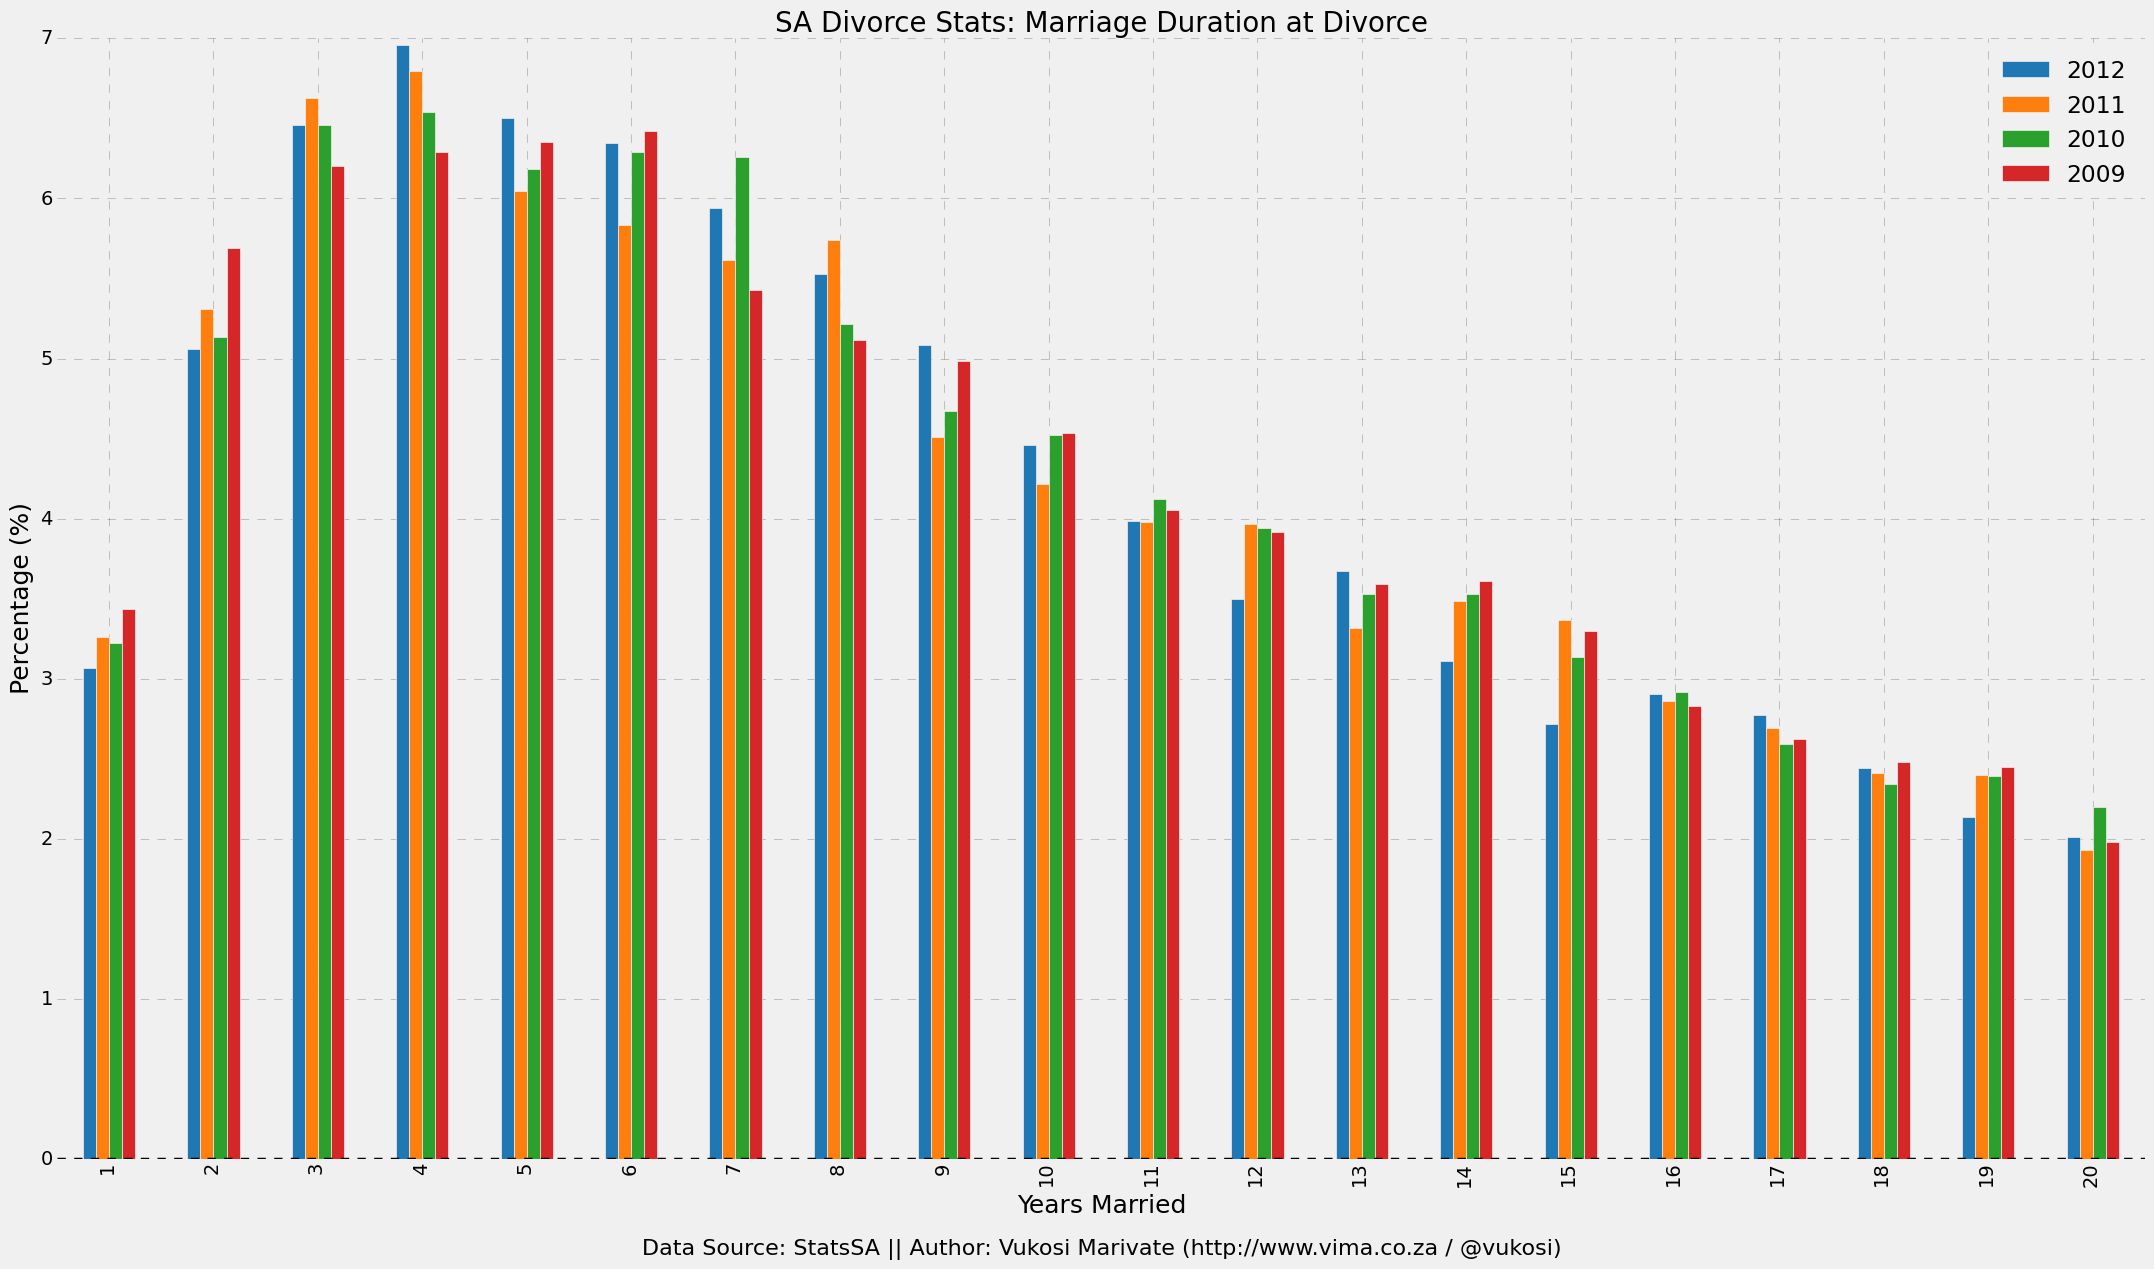 SA Divorce Stats: Marriage Duration at Divorce
7
6
5
4
3
2
1
0
Percentage (%)
2012
2011
2010
2009
1 2 3 4 5 6 7 8 9 10 11 12 13 14 15 16 17 18 19 20
Years Married
Data Source: StatsSA || Author: Vukosi Marivate (http://www.vima.co.za / @vukosi)